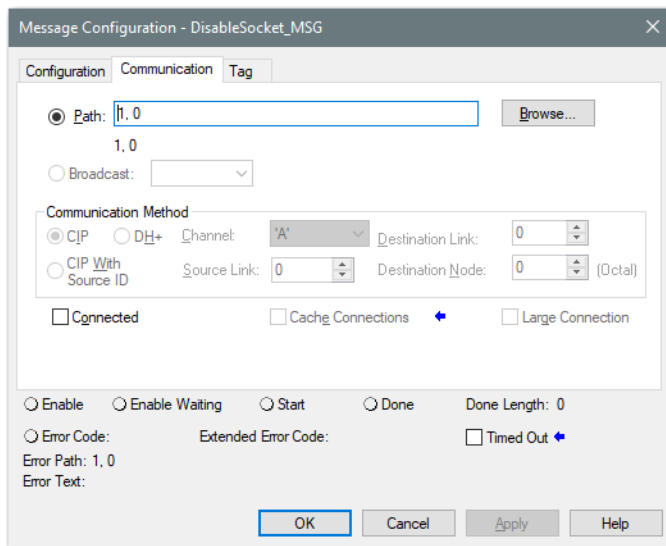 Message Configuration - DisableSocket_MSG
Configuration Communication Tag
Path: 1, 0 Browse...
1, 0
Broadcast:
Communication Method
CIP DH+ Channel: 'A' Destination Link: 0
CIP With
Source ID Source Link: 0 Destination Node: 0 (Octal)
Connected Cache Connections Large Connection
Enable Enable Waiting Start Done Done Length: 0
Error Code: Extended Error Code: Timed Out
Error Path: 1, 0
Error Text:
OK Cancel Apply Help